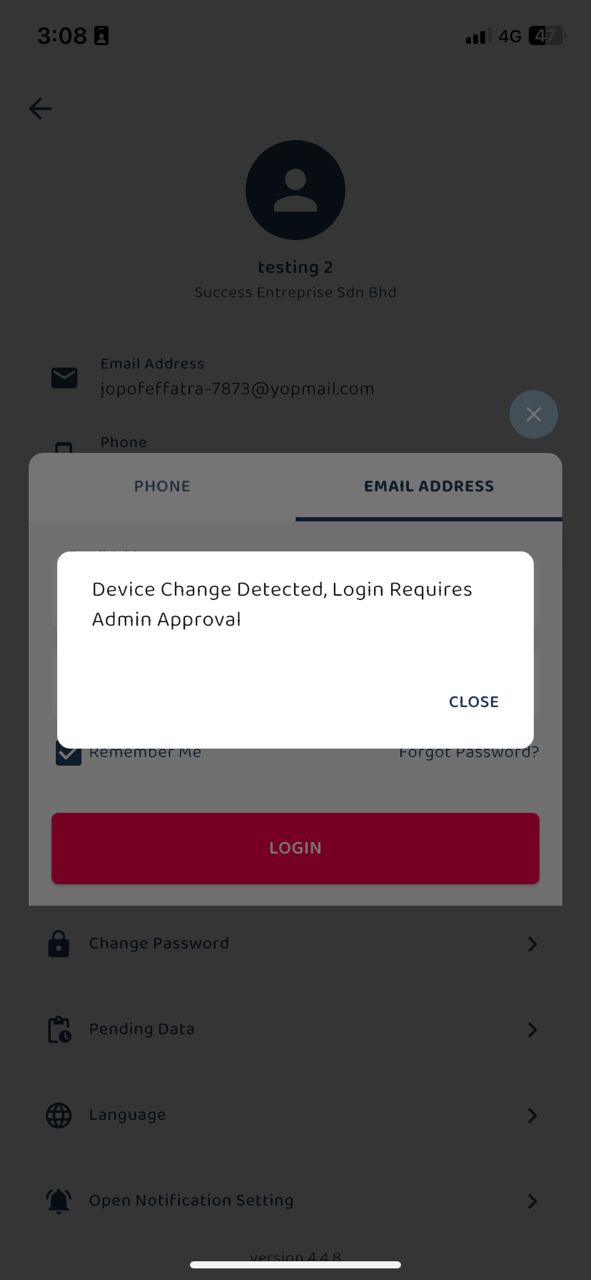 3:08
4G
47
testing 2
Success Entreprise Sdn Bhd
Email Address
jopofeffatra-7873@yopmail.com
Phone
PHONE
EMAIL ADDRESS
Device Change Detected, Login Requires
Admin Approval
CLOSE
Remember Me
Forgot Password?
LOGIN
Change Password
Pending Data
Language
Open Notification Setting
version 4.4.8